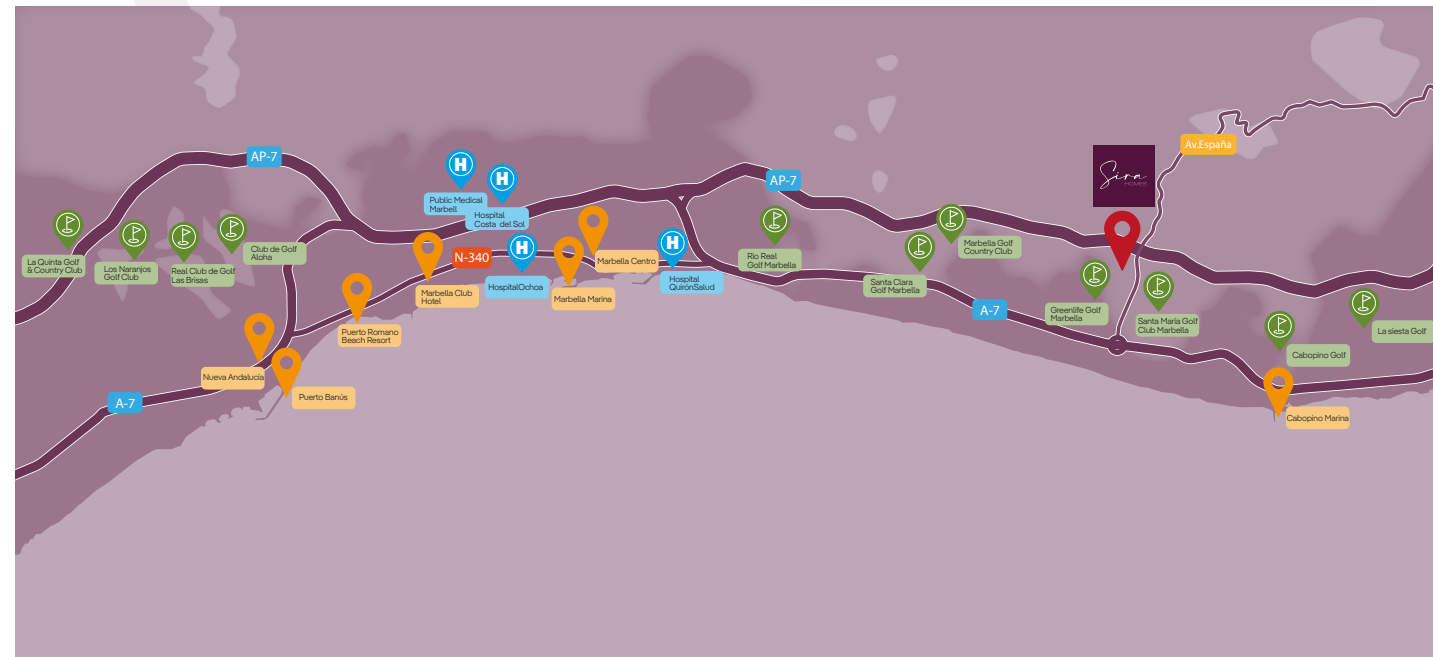 AP-7
La Quinta Golf
& Country Club
Los Naranjos
Golf Club
Real Club de Golf
Las Brisas
Club de Golf
Aloha
A-7
Nueva Andalucía
Puerto Banús
Puerto Romano
Beach Resort
Marbella Club
Hotel
N-340
H
Public Medical
Marbell
H
Hospital
Costa del Sol
H
HospitalOchoa
Marbella Marina
Marbella Centro
H
Hospital
QuirónSalud
AP-7
Rio Real
Golf Marbella
Santa Clara
Golf Marbella
Marbella Golf
Country Club
A-7
Sira
HOMES
Av.España
Greenlife Golf
Marbella
Santa María Golf
Club Marbella
Cabopino Golf
La siesta Golf
Cabopino Marina